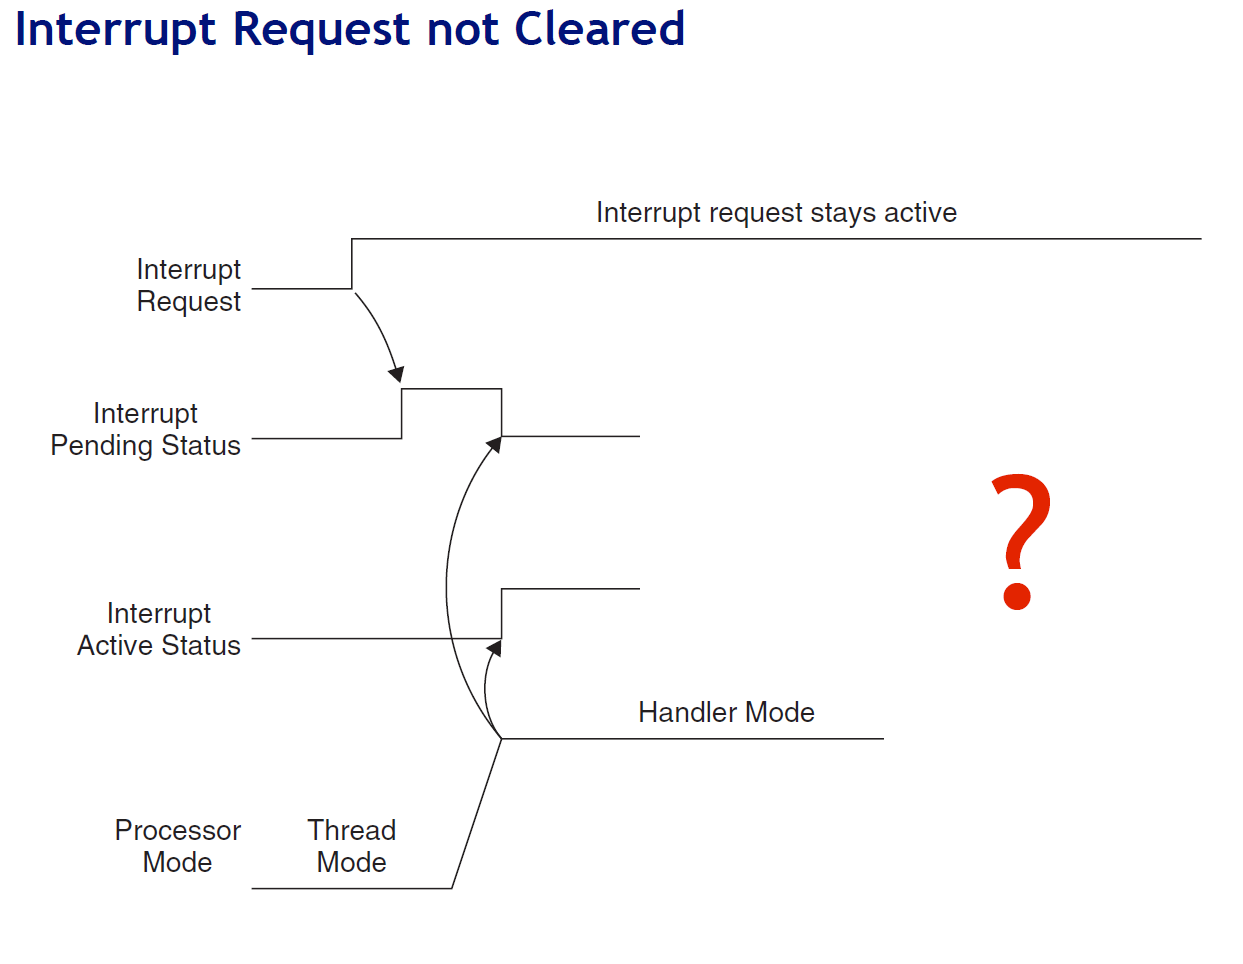 Interrupt Request not Cleared
Interrupt request stays active
Interrupt
Request
Interrupt
Pending Status
?
Interrupt
Active Status
Handler Mode
Processor
Mode
Thread
Mode